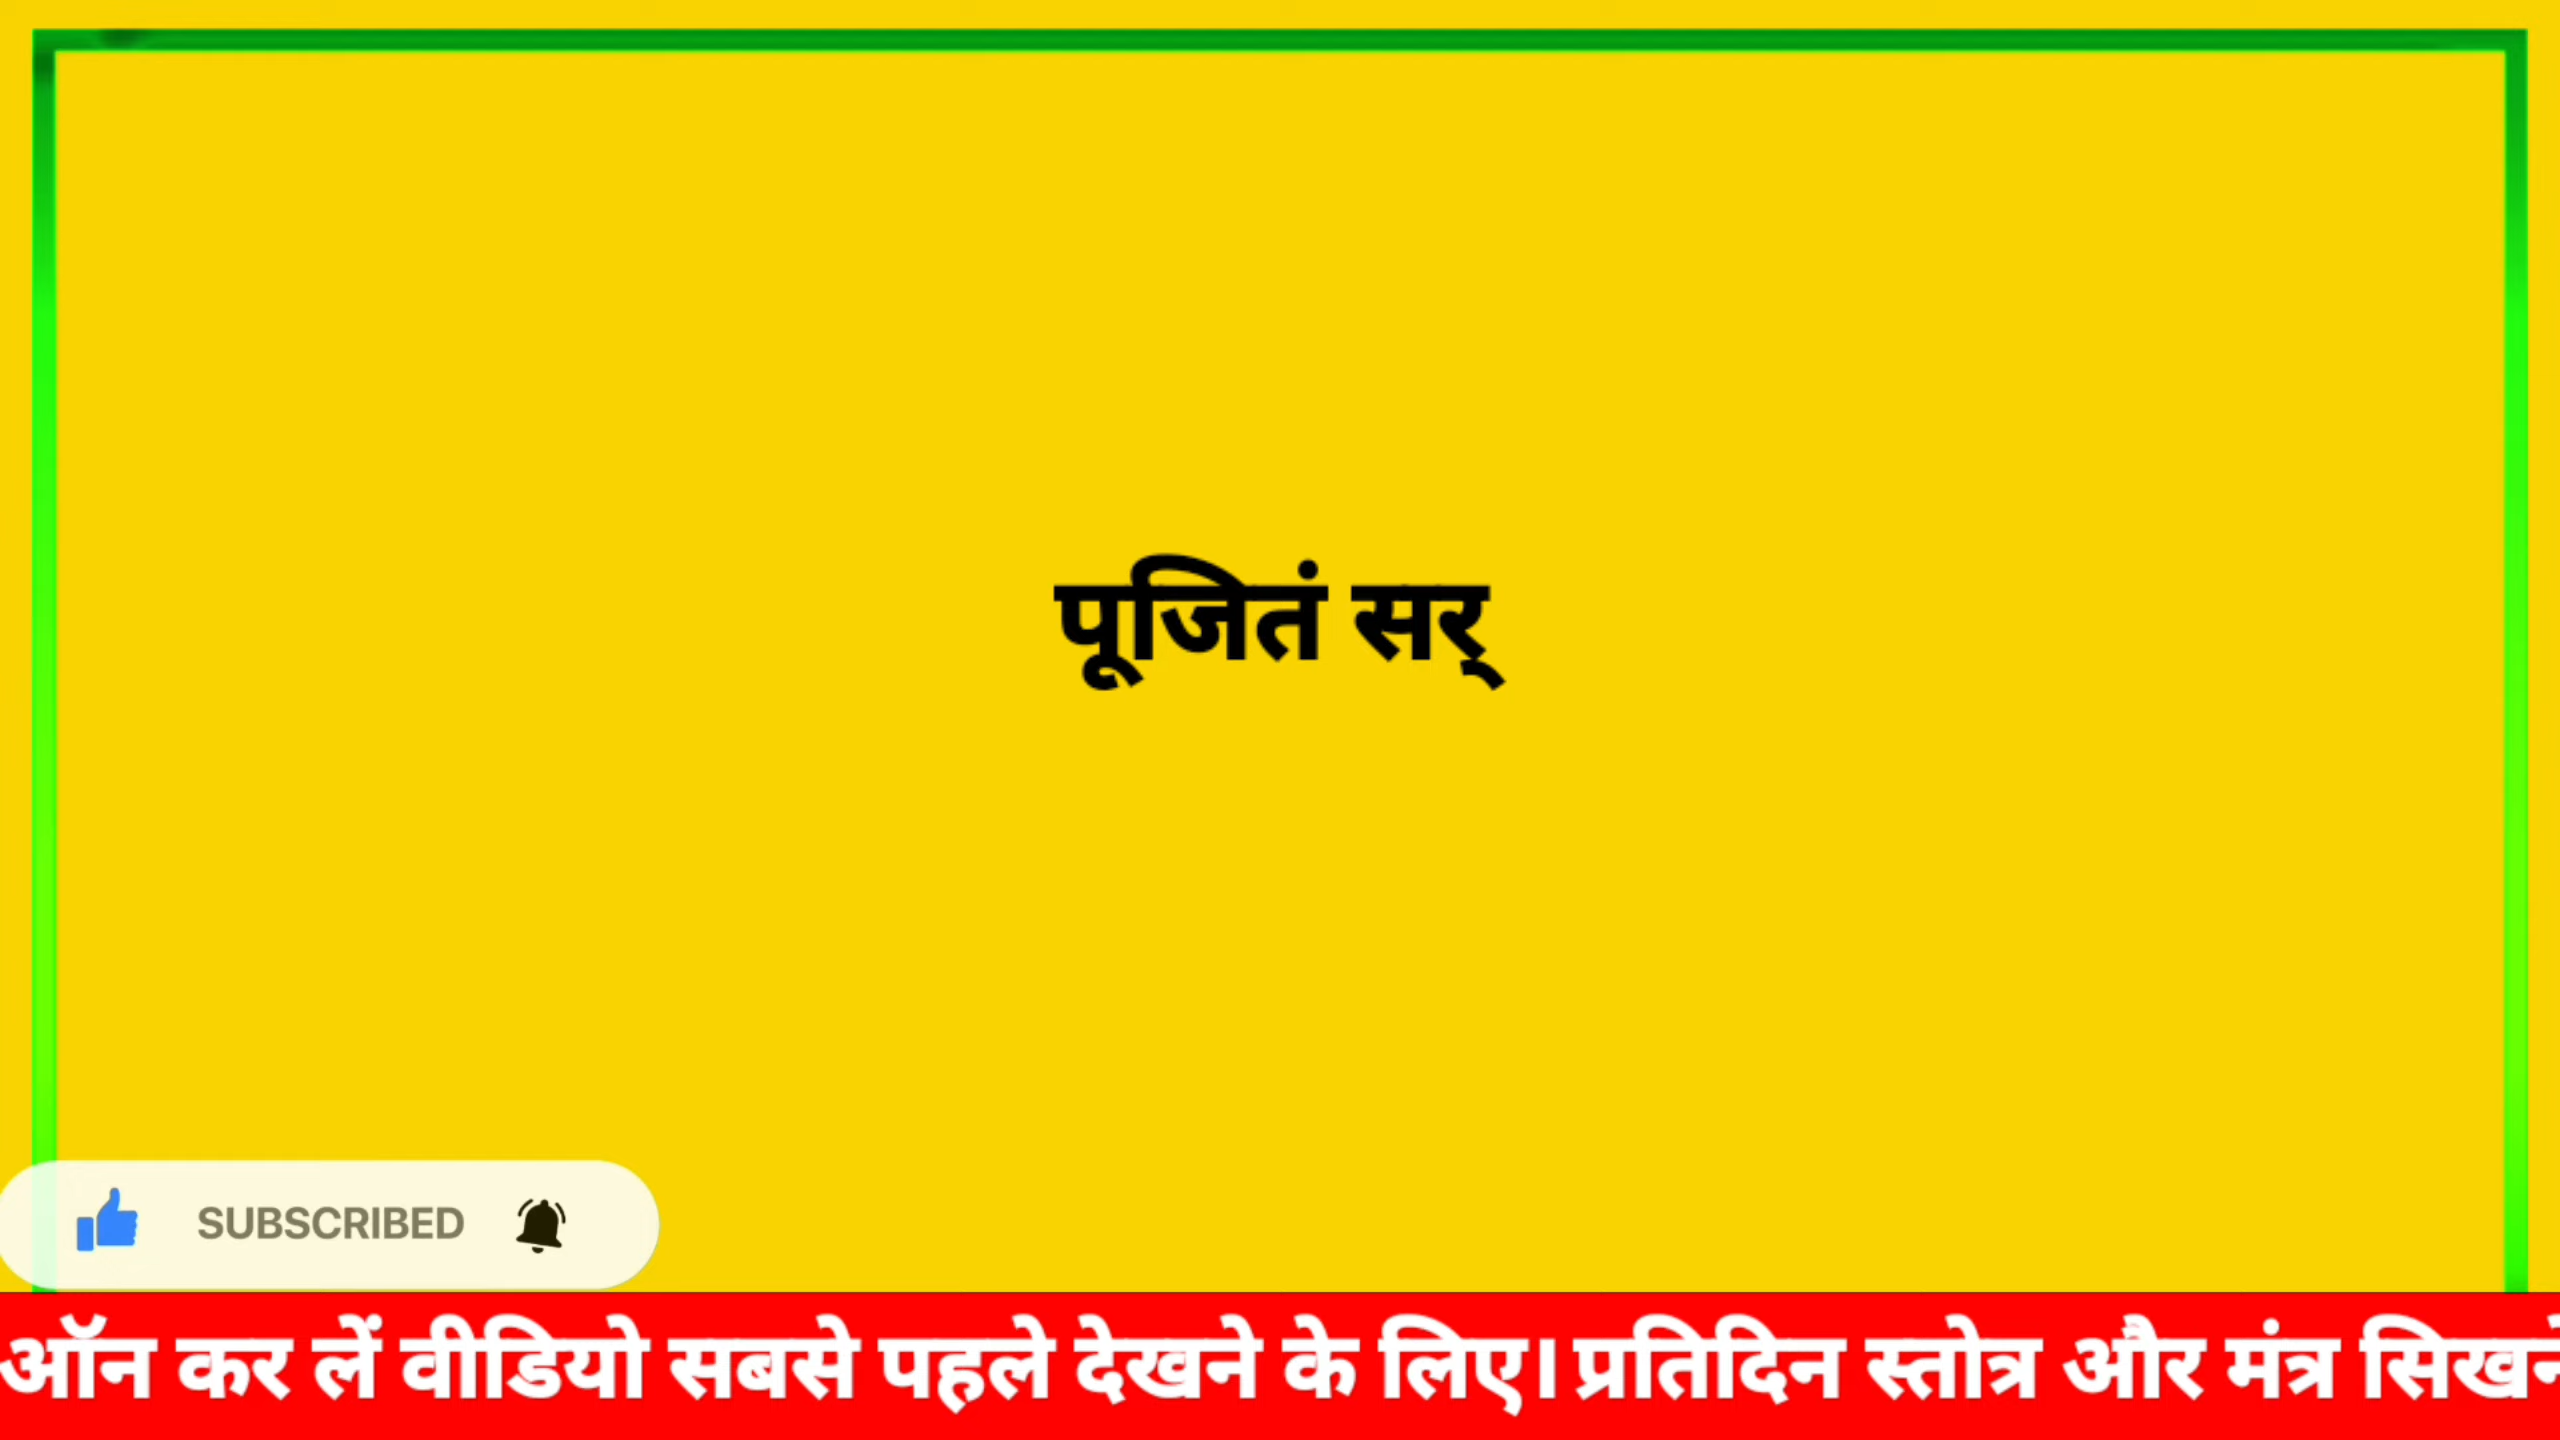 पूजितं सर्
SUBSCRIBED
ऑन कर लें वीडियो सबसे पहले देखने के लिए। प्रतिदिन स्तोत्र और मंत्र सिखने